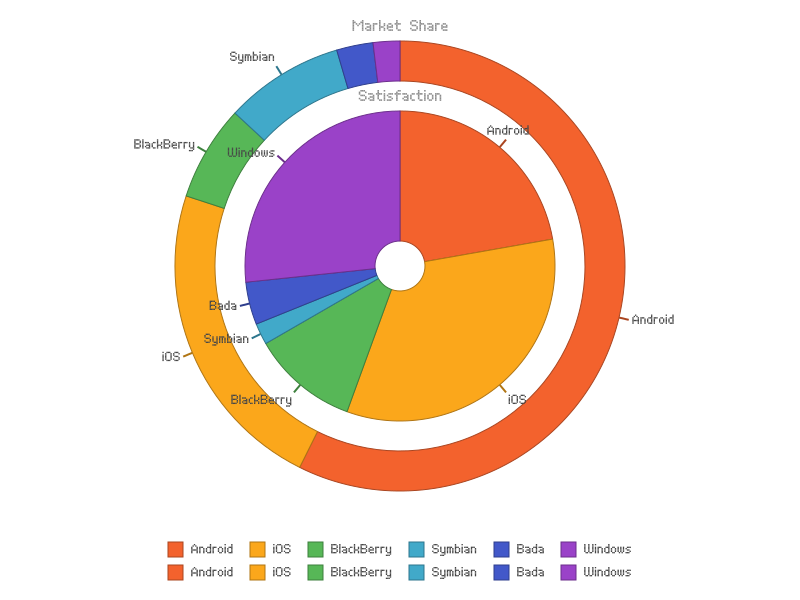 Market Share
Symbian
Satisfaction
Android
BlackBerry
Windows
Bada
Android
Symbian
iOS
BlackBerry
iOS
Android iOS BlackBerry Symbian Bada Windows
Android iOS BlackBerry Symbian Bada Windows